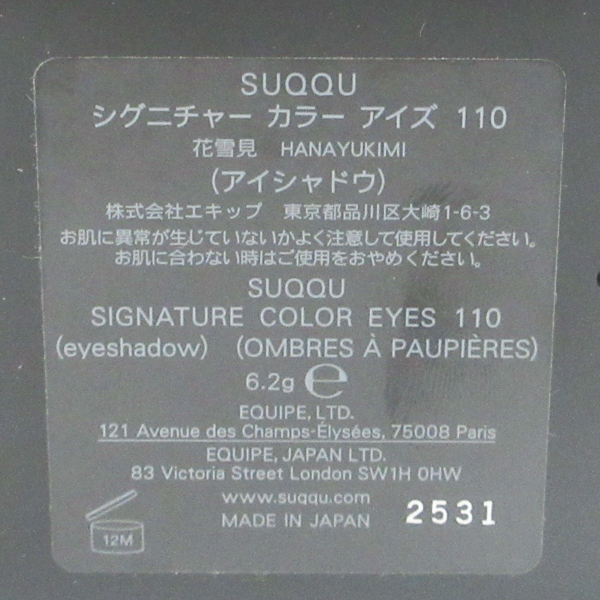 SUQQU
シグニチャー カラー アイズ 110
花雪見 HANAYUKIMI
(アイシャドウ)
株式会社エキップ 東京都品川区大崎1-6-3
お肌に異常が生じていないかよく注意して使用してください。
お肌に合わない時はご使用をおやめください。
SUQQU
SIGNATURE COLOR EYES 110
(eyeshadow) (OMBRES À PAUPIÈRES)
6.2g ℮
EQUIPE, LTD.
121 Avenue des Champs-Élysées, 75008 Paris
EQUIPE, JAPAN LTD.
83 Victoria Street London SW1H 0HW
www.suqqu.com
MADE IN JAPAN 2531
12M